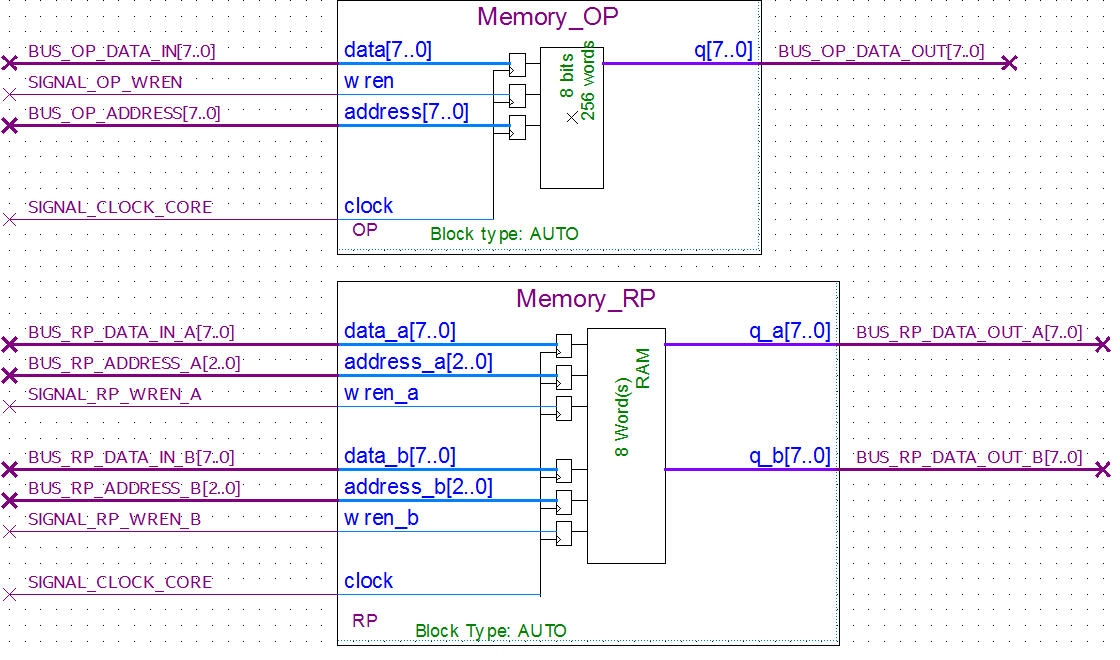 Memory_OP
BUS_OP_DATA_IN[7..0] data[7..0] q[7..0] BUS_OP_DATA_OUT[7..0]
SIGNAL_OP_WREN wren
BUS_OP_ADDRESS[7..0] address[7..0]
8 bits
256 words
SIGNAL_CLOCK_CORE clock
OP Block type: AUTO
Memory_RP
BUS_RP_DATA_IN_A[7..0] data_a[7..0] q_a[7..0] BUS_RP_DATA_OUT_A[7..0]
BUS_RP_ADDRESS_A[2..0] address_a[2..0]
SIGNAL_RP_WREN_A wren_a
8 Word(s)
RAM
BUS_RP_DATA_IN_B[7..0] data_b[7..0] q_b[7..0] BUS_RP_DATA_OUT_B[7..0]
BUS_RP_ADDRESS_B[2..0] address_b[2..0]
SIGNAL_RP_WREN_B wren_b
SIGNAL_CLOCK_CORE clock
RP Block Type: AUTO